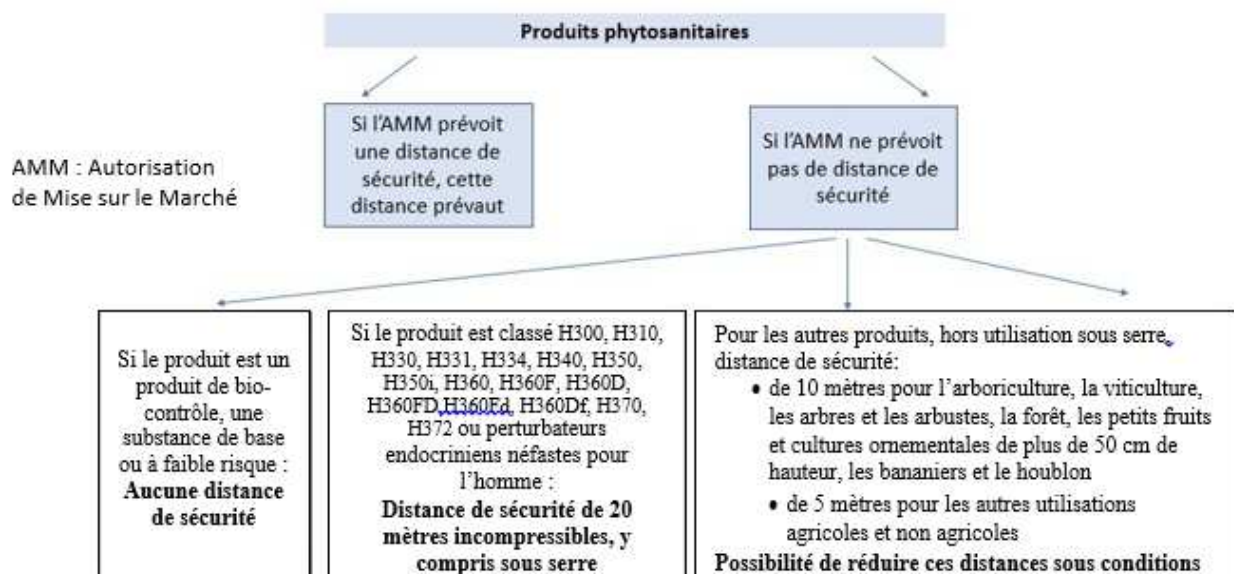 Produits phytosanitaires
Si l'AMM prévoit
une distance de
sécurité, cette
distance prévaut
Si l'AMM ne prévoit
pas de distance de
sécurité
AMM : Autorisation
de Mise sur le Marché
Si le produit est un
produit de bio-
contrôle, une
substance de base
ou à faible risque :
Aucune distance
de sécurité
Si le produit est classé H300, H310,
H330, H331, H334, H340, H350,
H350i, H360, H360F, H360D,
H360FD,H360Fd, H360Df, H370,
H372 ou perturbateurs
endocriniens néfastes pour
l'homme :
Distance de sécurité de 20
mètres incompressibles, y
compris sous serre
Pour les autres produits, hors utilisation sous serre,
distance de sécurité:
• de 10 mètres pour l'arboriculture, la viticulture,
les arbres et les arbustes, la forêt, les petits fruits
et cultures ornementales de plus de 50 cm de
hauteur, les bananiers et le houblon
• de 5 mètres pour les autres utilisations
agricoles et non agricoles
Possibilité de réduire ces distances sous conditions